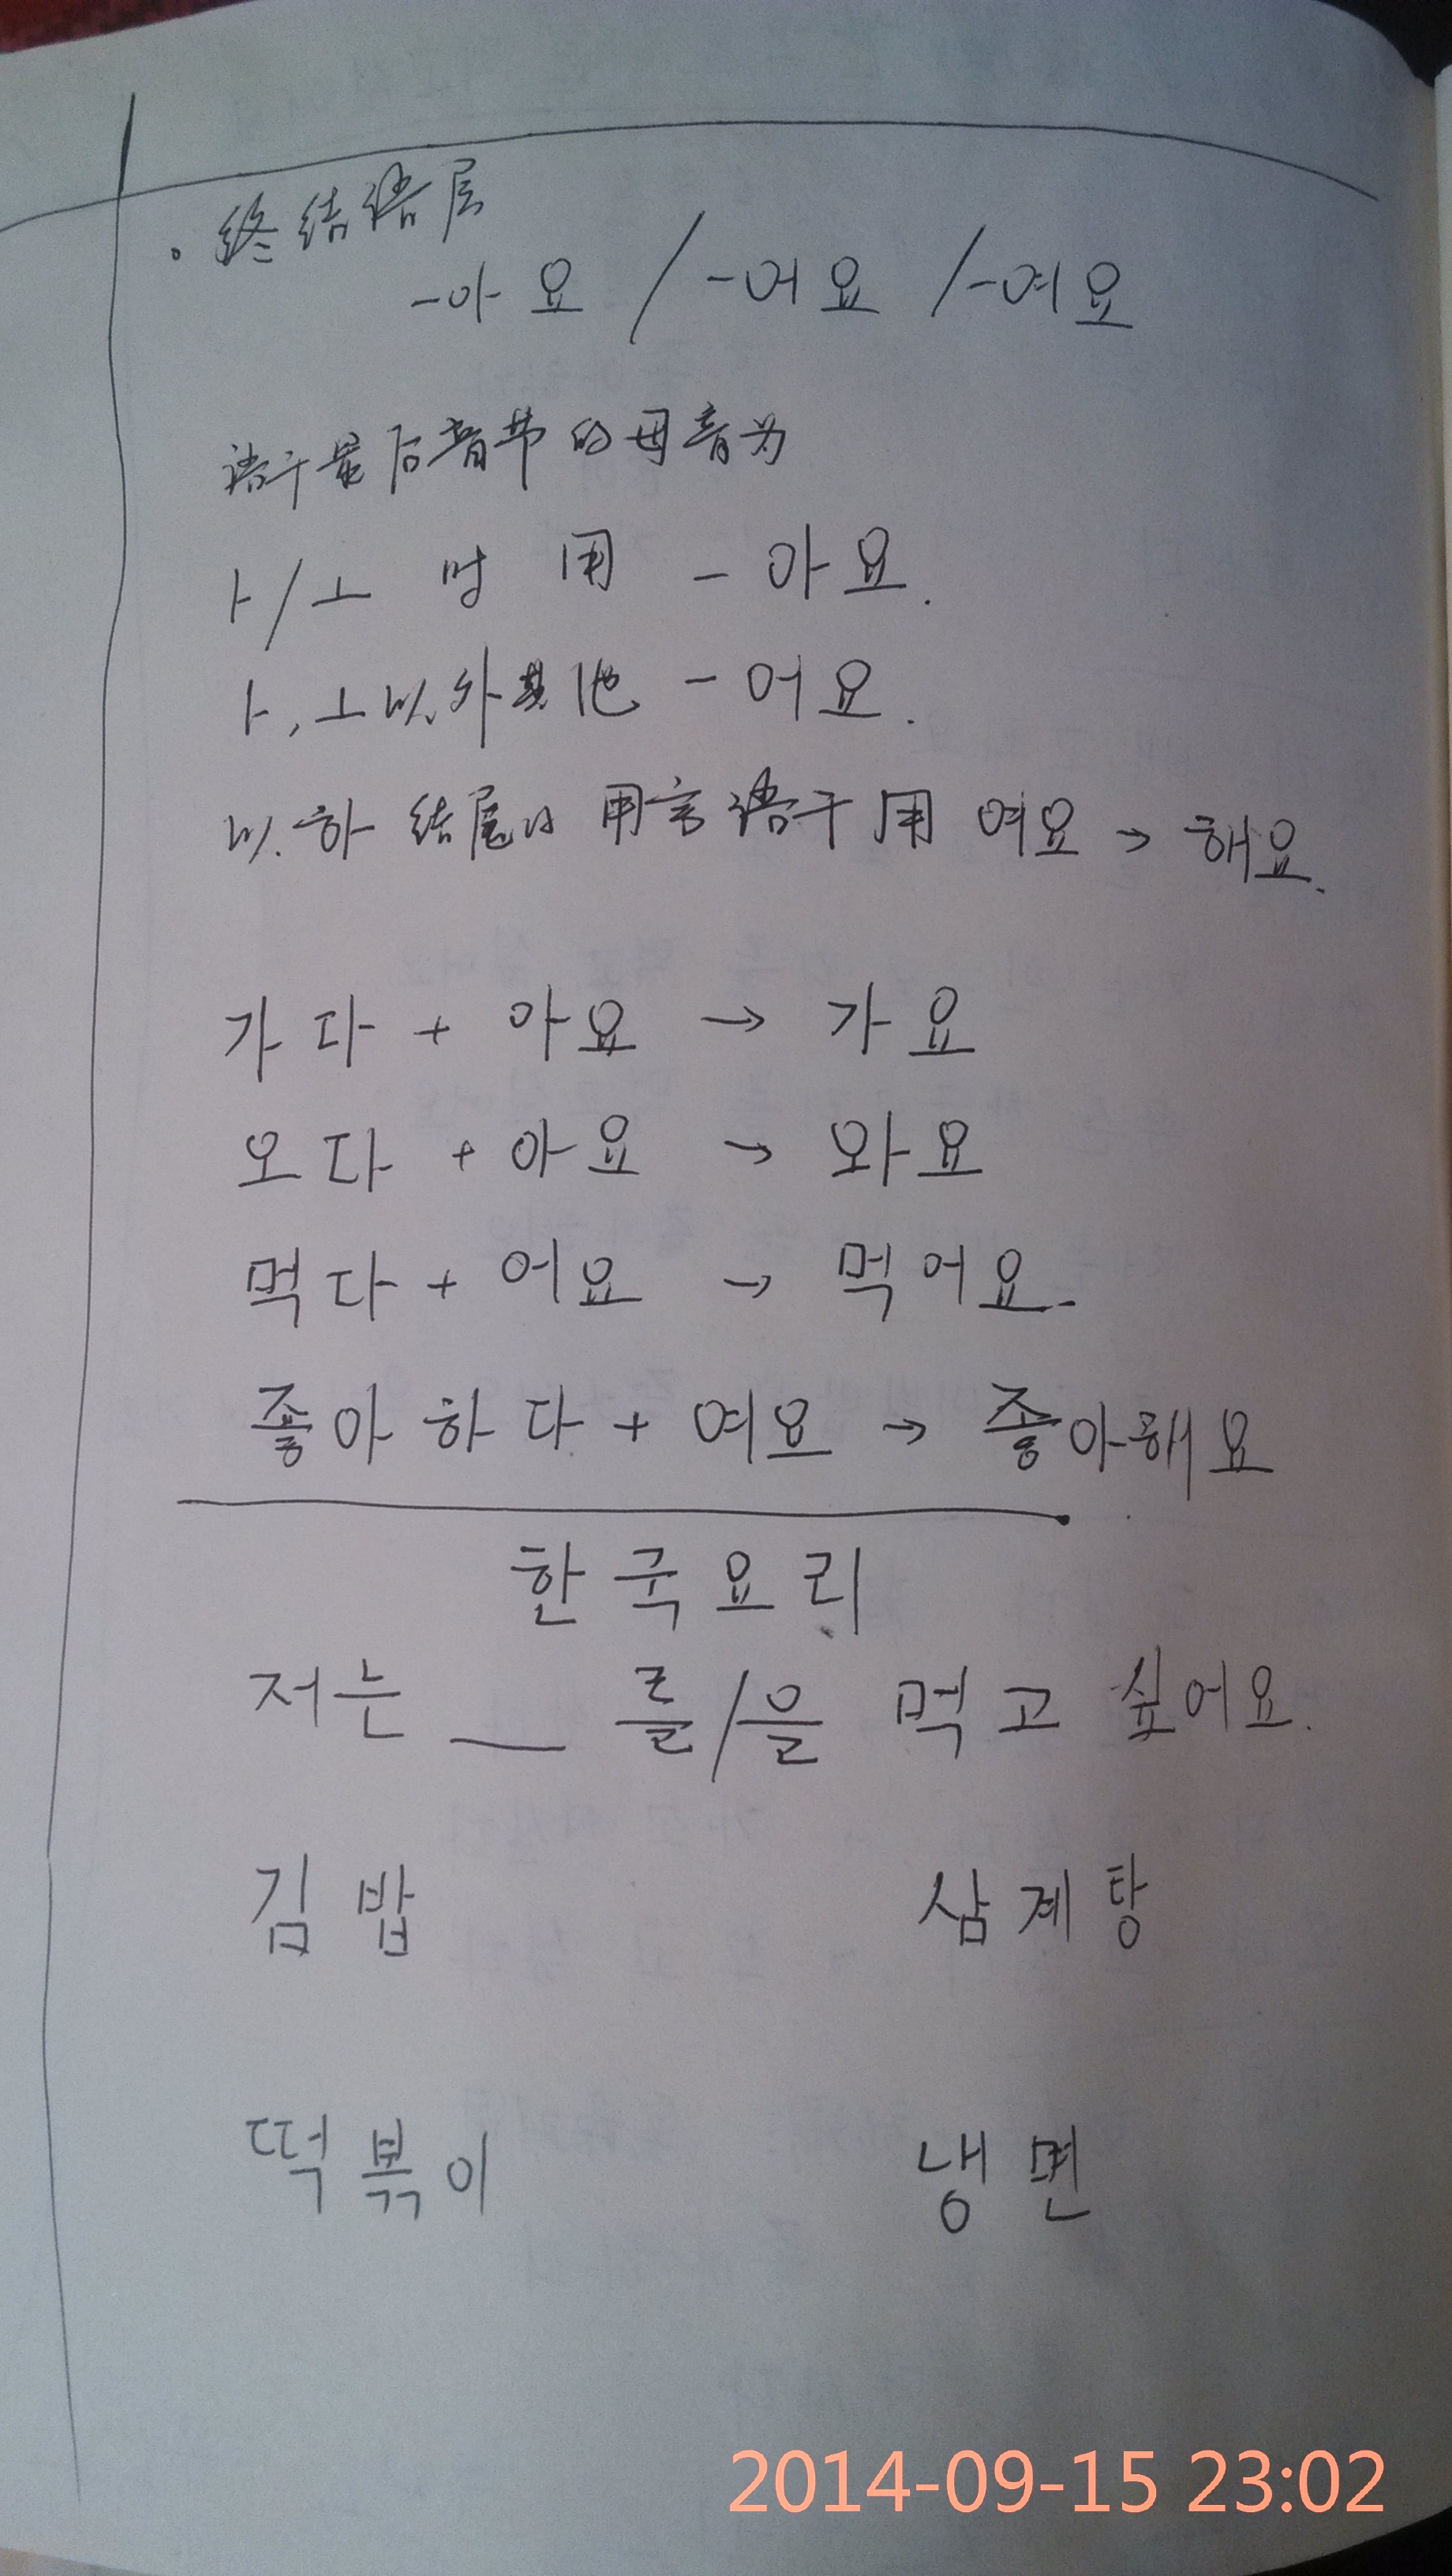 ·终结语尾
-아요 / -어요 / -여요
语干最后音节的母音为
ㅏ/ㅗ 时 用 - 아요.
ㅏ,ㅗ以外其他 - 어요.
以 하 结尾的 用言语干用 여요 → 해요.
가다 + 아요 → 가요
오다 + 아요 → 와요
먹다 + 어요 → 먹어요.
좋아하다 + 여요 → 좋아해요
한국요리
저는 __ 를/을 먹고 싶어요.
김밥 삼계탕
떡볶이 냉면
2014-09-15 23:02